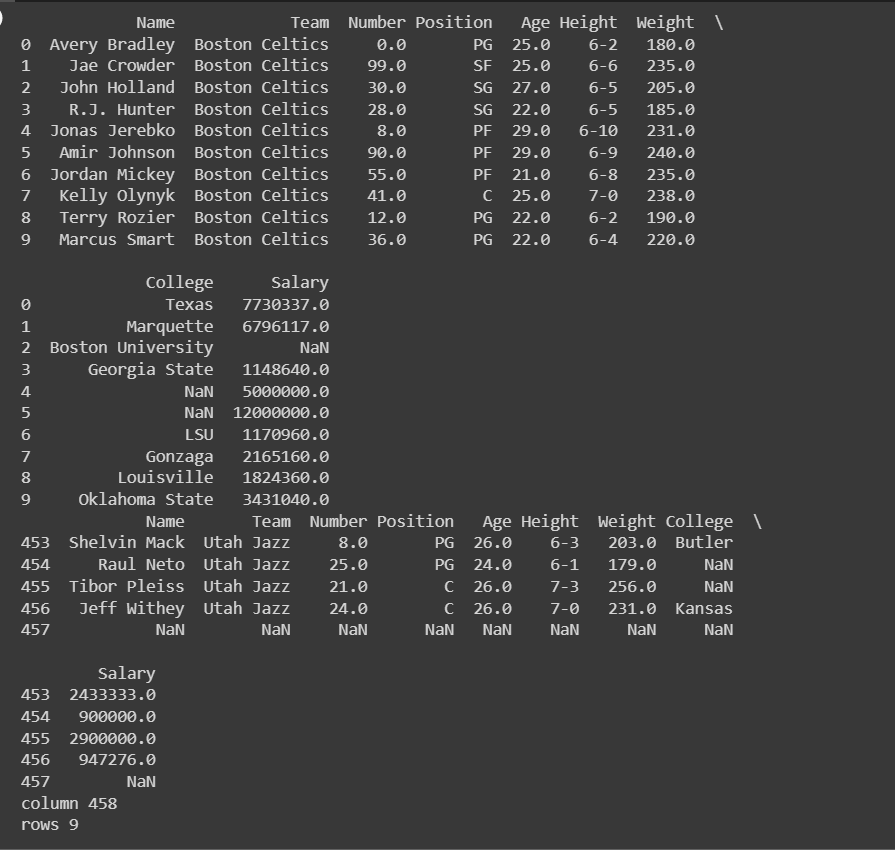 Name            Team  Number Position   Age Height  Weight  \
0  Avery Bradley  Boston Celtics     0.0       PG  25.0    6-2   180.0
1    Jae Crowder  Boston Celtics    99.0       SF  25.0    6-6   235.0
2   John Holland  Boston Celtics    30.0       SG  27.0    6-5   205.0
3    R.J. Hunter  Boston Celtics    28.0       SG  22.0    6-5   185.0
4  Jonas Jerebko  Boston Celtics     8.0       PF  29.0   6-10   231.0
5   Amir Johnson  Boston Celtics    90.0       PF  29.0    6-9   240.0
6  Jordan Mickey  Boston Celtics    55.0       PF  21.0    6-8   235.0
7   Kelly Olynyk  Boston Celtics    41.0        C  25.0    7-0   238.0
8   Terry Rozier  Boston Celtics    12.0       PG  22.0    6-2   190.0
9   Marcus Smart  Boston Celtics    36.0       PG  22.0    6-4   220.0
             College      Salary
0              Texas   7730337.0
1          Marquette   6796117.0
2  Boston University         NaN
3      Georgia State   1148640.0
4                NaN   5000000.0
5                NaN  12000000.0
6                LSU   1170960.0
7            Gonzaga   2165160.0
8         Louisville   1824360.0
9     Oklahoma State   3431040.0
             Name       Team  Number Position   Age Height  Weight College  \
453  Shelvin Mack  Utah Jazz     8.0       PG  26.0    6-3   203.0  Butler
454     Raul Neto  Utah Jazz    25.0       PG  24.0    6-1   179.0     NaN
455  Tibor Pleiss  Utah Jazz    21.0        C  26.0    7-3   256.0     NaN
456   Jeff Withey  Utah Jazz    24.0        C  26.0    7-0   231.0  Kansas
457           NaN        NaN     NaN      NaN   NaN    NaN     NaN     NaN
        Salary
453  2433333.0
454   900000.0
455  2900000.0
456   947276.0
457        NaN
column 458
rows 9